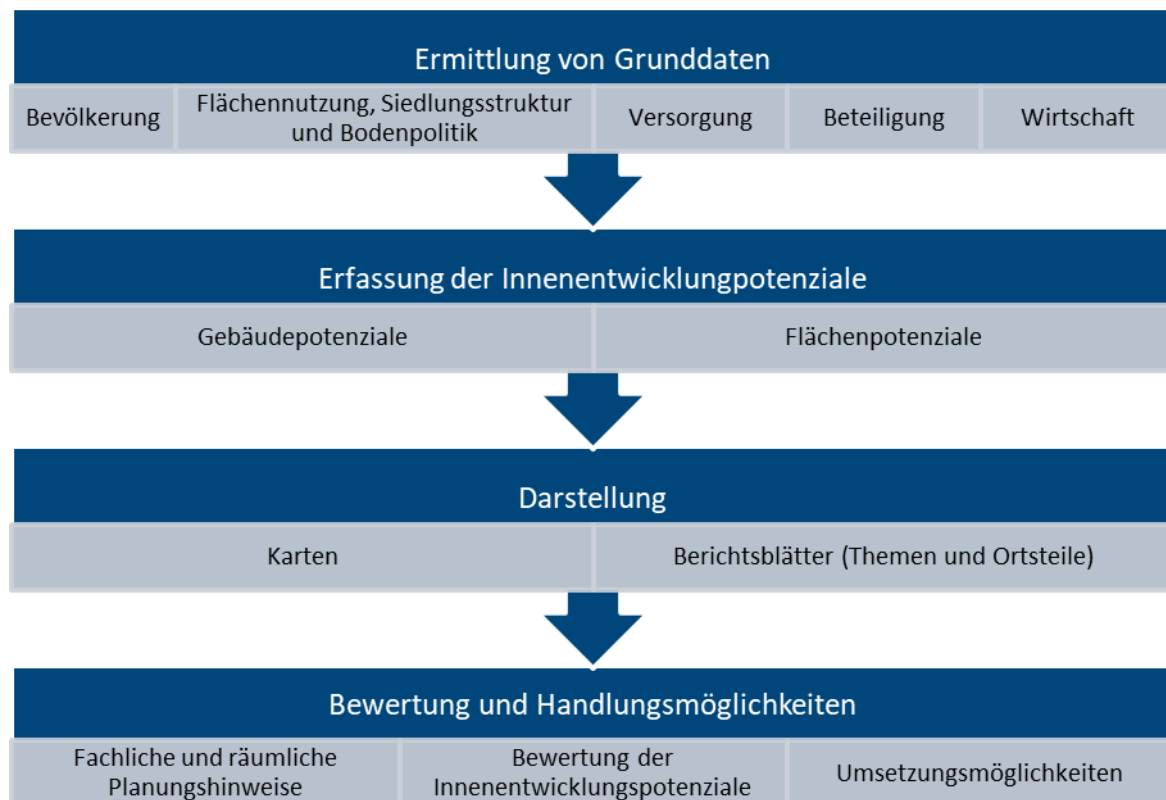 Ermittlung von Grunddaten
Bevölkerung
Flächennutzung, Siedlungsstruktur
und Bodenpolitik
Versorgung
Beteiligung
Wirtschaft
Erfassung der Innenentwicklungpotenziale
Gebäudepotenziale
Flächenpotenziale
Darstellung
Karten
Berichtsblätter (Themen und Ortsteile)
Bewertung und Handlungsmöglichkeiten
Fachliche und räumliche
Planungshinweise
Bewertung der
Innenentwicklungspotenziale
Umsetzungsmöglichkeiten